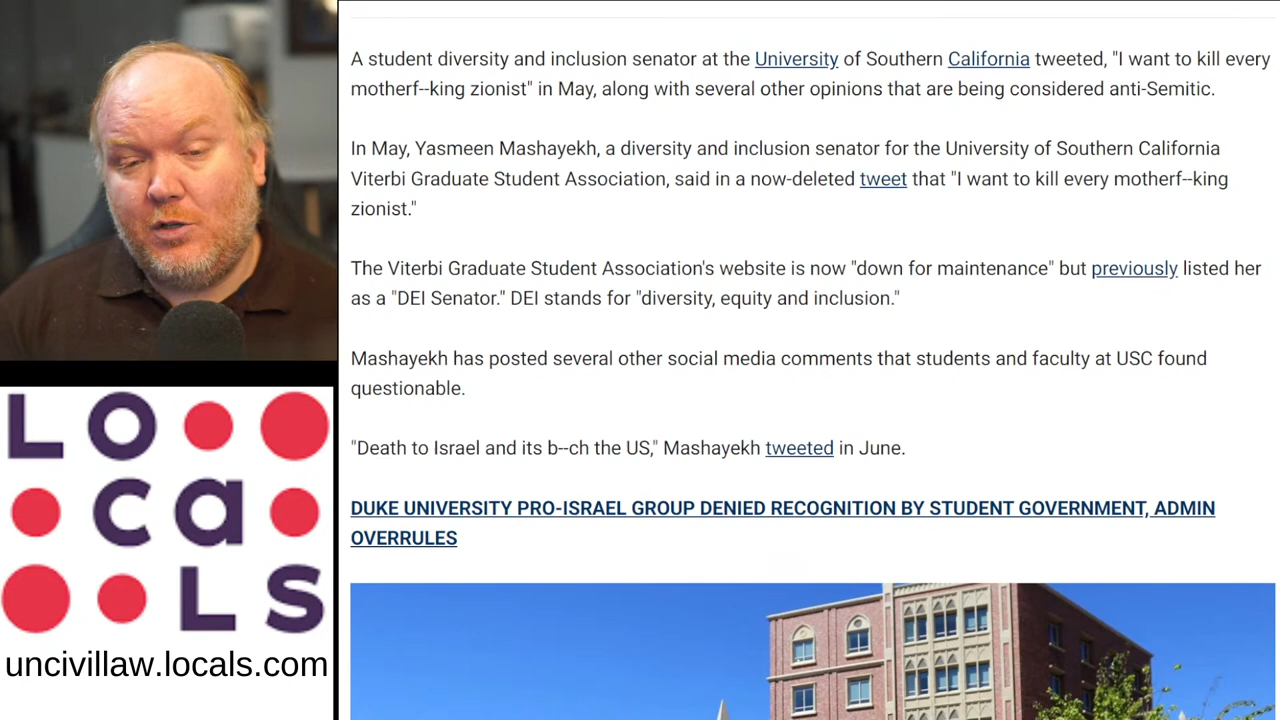 A student diversity and inclusion senator at the University of Southern California tweeted, "I want to kill every
motherf--king zionist" in May, along with several other opinions that are being considered anti-Semitic.
In May, Yasmeen Mashayekh, a diversity and inclusion senator for the University of Southern California
Viterbi Graduate Student Association, said in a now-deleted tweet that "I want to kill every motherf--king
zionist."
The Viterbi Graduate Student Association's website is now "down for maintenance" but previously listed her
as a "DEI Senator." DEI stands for "diversity, equity and inclusion."
Mashayekh has posted several other social media comments that students and faculty at USC found
questionable.
"Death to Israel and its b--ch the US," Mashayekh tweeted in June.
DUKE UNIVERSITY PRO-ISRAEL GROUP DENIED RECOGNITION BY STUDENT GOVERNMENT, ADMIN
OVERRULES
LO
ca
LS
uncivillaw.locals.com